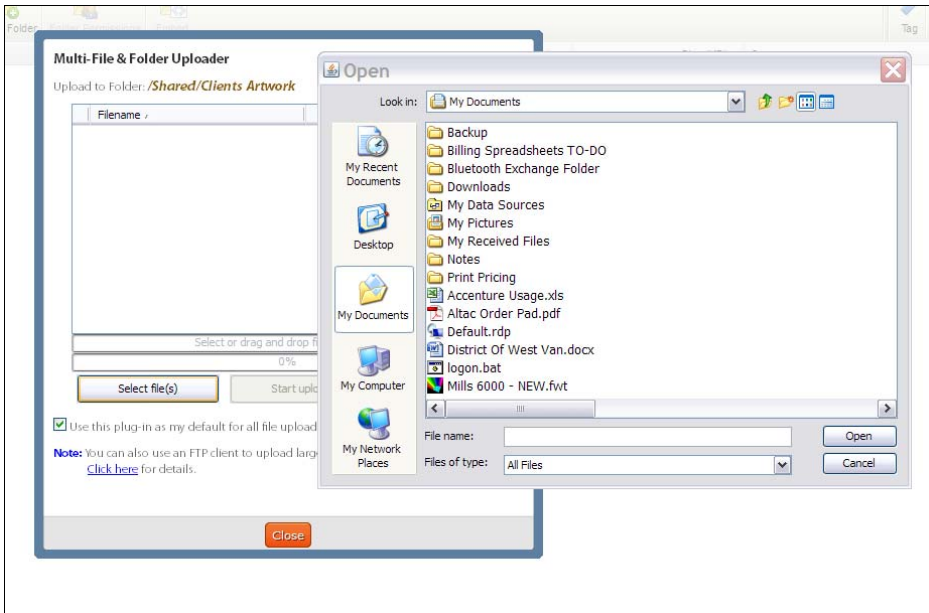 Folder
Tag
Multi-File & Folder Uploader
Upload to Folder: /Shared/Clients Artwork
Filename
Select or drag and drop fi
0%
Select file(s)
Start uplo
Use this plug-in as my default for all file upload
Note: You can also use an FTP client to upload larg
Click here for details.
Close
Open
Look in:
My Documents
My Recent
Documents
Desktop
My Documents
My Computer
My Network
Places
Backup
Billing Spreadsheets TO-DO
Bluetooth Exchange Folder
Downloads
My Data Sources
My Pictures
My Received Files
Notes
Print Pricing
Accenture Usage.xls
Altac Order Pad.pdf
Default.rdp
District Of West Van.docx
logon.bat
Mills 6000 - NEW.fwt
File name:
Open
Files of type:
All Files
Cancel